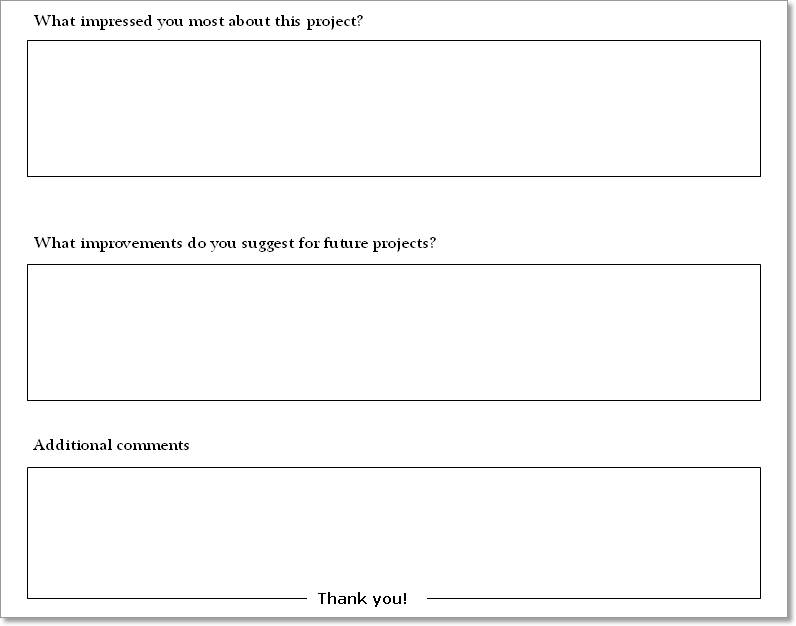 What impressed you most about this project?
What improvements do you suggest for future projects?
Additional comments
Thank you!